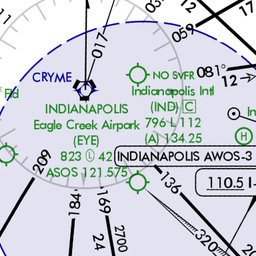 059
017
CRYME
NO SVFR
081°
12
Indianapolis Intl
(IND) C
796 L 112
(A) 134.25
INDIANAPOLIS
Eagle Creek Airpark
(EYE)
823 L 42
ASOS 121.575
INDIANAPOLIS AWOS-3
H
In
209
184
169
24
2700
136
110.5 I-
320